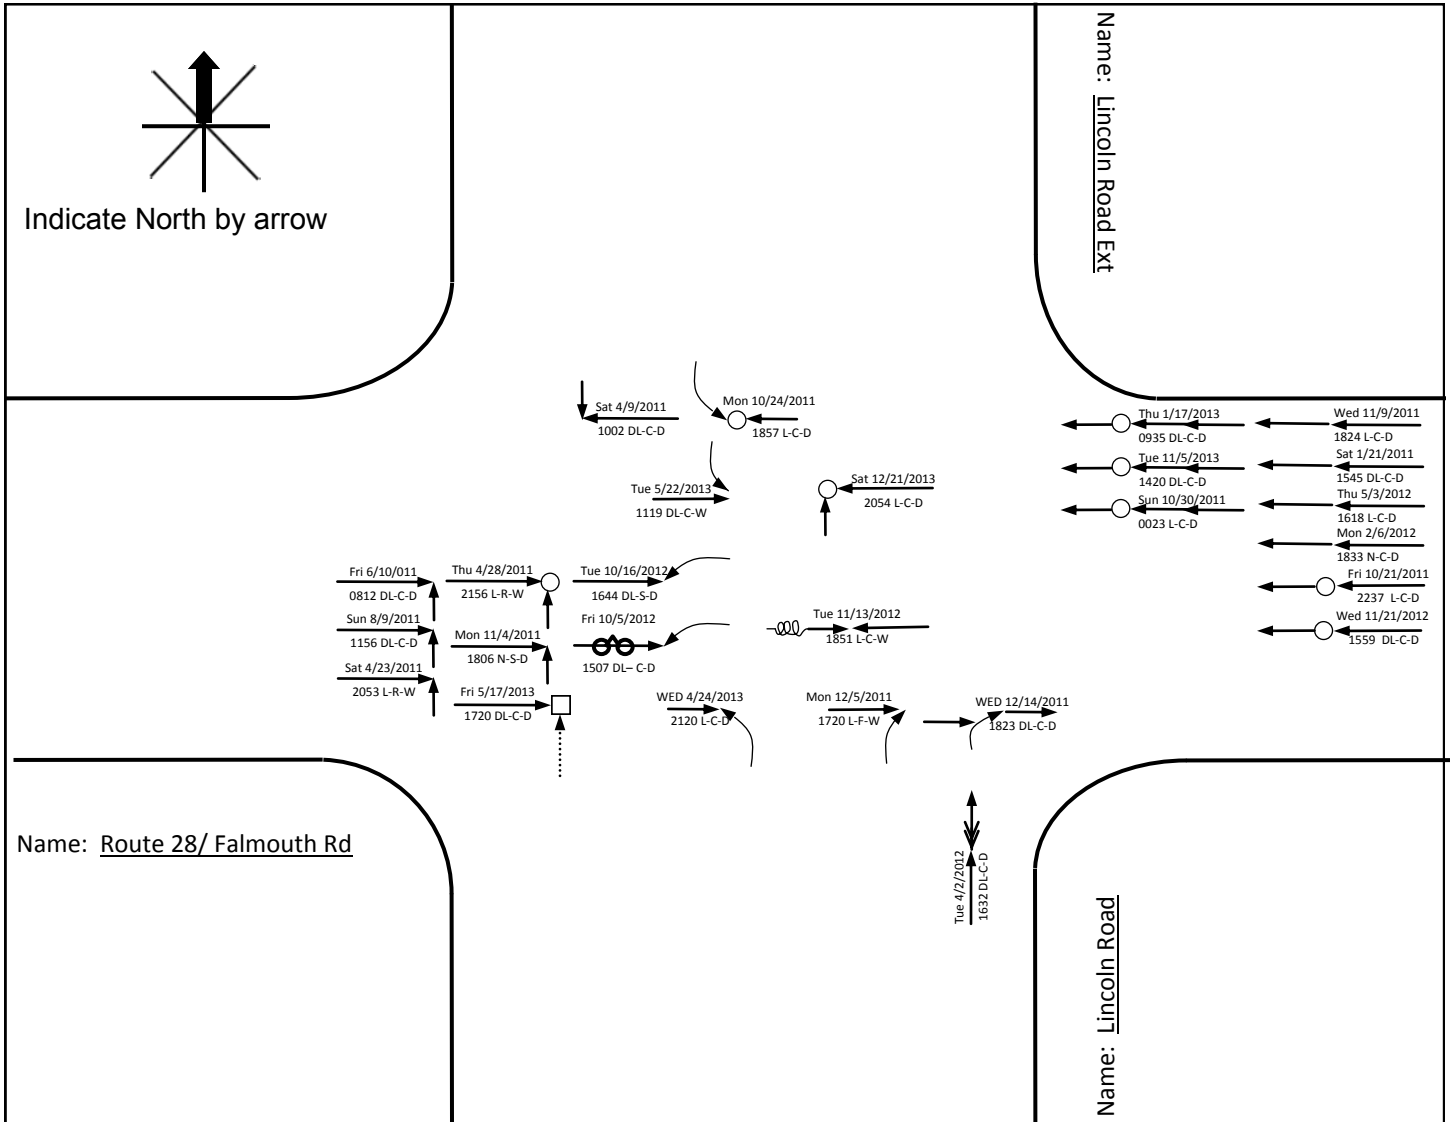 Indicate North by arrow
Name: Lincoln Road Ext
Sat 4/9/2011
1002 DL-C-D
Mon 10/24/2011
1857 L-C-D
Tue 5/22/2013
1119 DL-C-W
Sat 12/21/2013
2054 L-C-D
Thu 1/17/2013
0935 DL-C-D
Tue 11/5/2013
1420 DL-C-D
Sun 10/30/2011
0023 L-C-D
Wed 11/9/2011
1824 L-C-D
Sat 1/21/2011
1545 DL-C-D
Thu 5/3/2012
1618 L-C-D
Mon 2/6/2012
1833 N-C-D
Fri 10/21/2011
2237 L-C-D
Wed 11/21/2012
1559 DL-C-D
Fri 6/10/011
0812 DL-C-D
Sun 8/9/2011
1156 DL-C-D
Sat 4/23/2011
2053 L-R-W
Thu 4/28/2011
2156 L-R-W
Mon 11/4/2011
1806 N-S-D
Fri 5/17/2013
1720 DL-C-D
Tue 10/16/2012
1644 DL-S-D
Fri 10/5/2012
1507 DL– C-D
Tue 11/13/2012
1851 L-C-W
WED 4/24/2013
2120 L-C-D
Mon 12/5/2011
1720 L-F-W
WED 12/14/2011
1823 DL-C-D
Tue 4/2/2012
1632 DL-C-D
Name: Route 28/ Falmouth Rd
Name: Lincoln Road